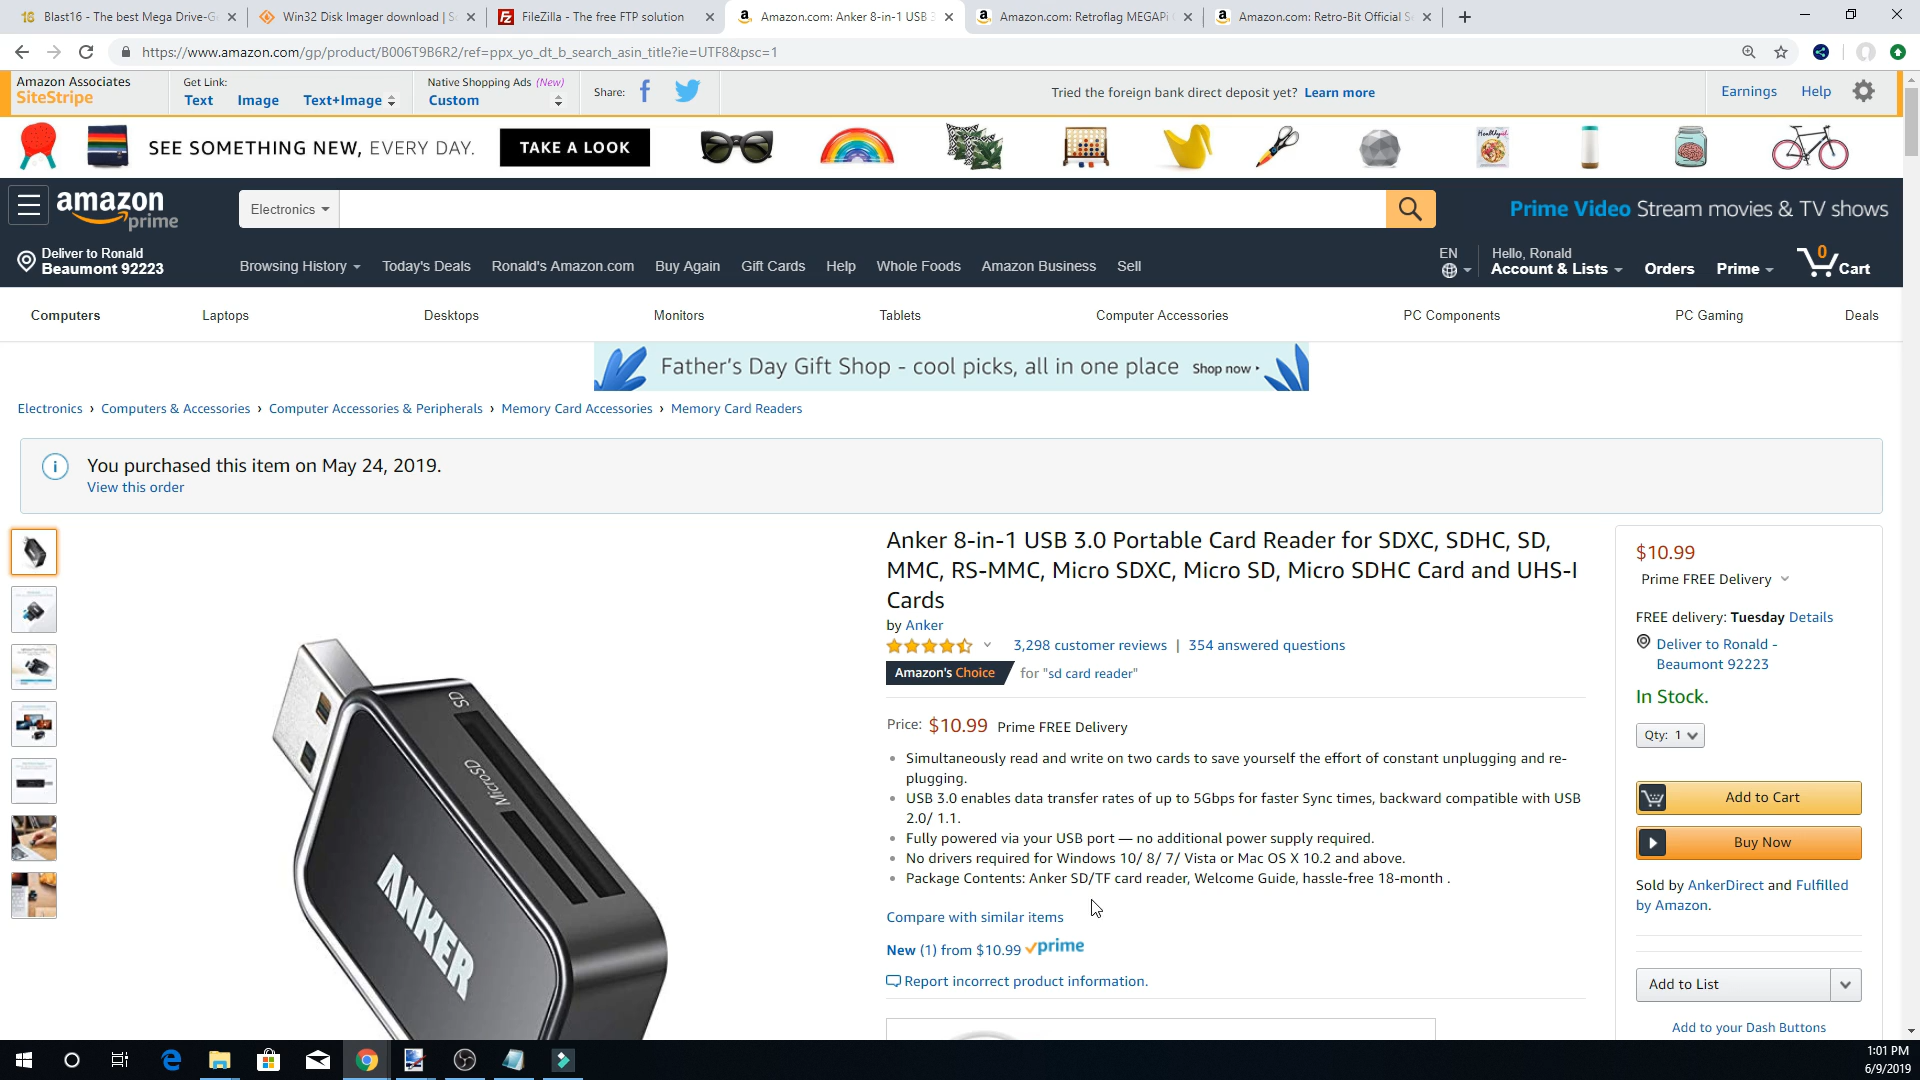 Blast16 - The best Mega Drive-G
Win32 Disk Imager download | S
FileZilla - The free FTP solution
Amazon.com: Anker 8-in-1 USB 3
Amazon.com: Retroflag MEGAPi
Amazon.com: Retro-Bit Official S
https://www.amazon.com/gp/product/B006T9B6R2/ref=ppx_yo_dt_b_search_asin_title?ie=UTF8&psc=1
Amazon Associates
SiteStripe
Get Link:
Text Image Text+Image
Native Shopping Ads (New)
Custom
Share:
Tried the foreign bank direct deposit yet? Learn more
Earnings Help
SEE SOMETHING NEW, EVERY DAY. TAKE A LOOK
amazon
prime
Electronics
Prime Video Stream movies & TV shows
Deliver to Ronald
Beaumont 92223
Browsing History Today's Deals Ronald's Amazon.com Buy Again Gift Cards Help Whole Foods Amazon Business Sell
EN
Hello, Ronald
Account & Lists Orders Prime 0 Cart
Computers Laptops Desktops Monitors Tablets Computer Accessories PC Components PC Gaming Deals
Father's Day Gift Shop - cool picks, all in one place Shop now
Electronics › Computers & Accessories › Computer Accessories & Peripherals › Memory Card Accessories › Memory Card Readers
You purchased this item on May 24, 2019.
View this order
SD
MicroSD
ANKER
Anker 8-in-1 USB 3.0 Portable Card Reader for SDXC, SDHC, SD,
MMC, RS-MMC, Micro SDXC, Micro SD, Micro SDHC Card and UHS-I
Cards
by Anker
3,298 customer reviews | 354 answered questions
Amazon's Choice for "sd card reader"
Price: $10.99 Prime FREE Delivery
• Simultaneously read and write on two cards to save yourself the effort of constant unplugging and re-
plugging.
• USB 3.0 enables data transfer rates of up to 5Gbps for faster Sync times, backward compatible with USB
2.0/ 1.1.
• Fully powered via your USB port — no additional power supply required.
• No drivers required for Windows 10/ 8/ 7/ Vista or Mac OS X 10.2 and above.
• Package Contents: Anker SD/TF card reader, Welcome Guide, hassle-free 18-month .
Compare with similar items
New (1) from $10.99 prime
Report incorrect product information.
$10.99
Prime FREE Delivery
FREE delivery: Tuesday Details
Deliver to Ronald -
Beaumont 92223
In Stock.
Qty: 1
Add to Cart
Buy Now
Sold by AnkerDirect and Fulfilled
by Amazon.
Add to List
Add to your Dash Buttons
1:01 PM
6/9/2019